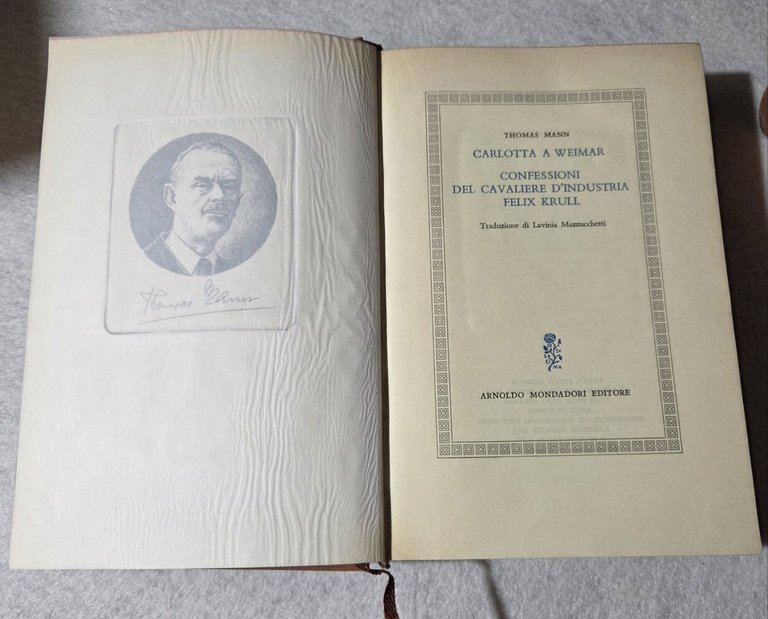 Thomas Mann
THOMAS MANN
CARLOTTA A WEIMAR
CONFESSIONI
DEL CAVALIERE D'INDUSTRIA
FELIX KRULL
Traduzione di Lavinia Mazzucchetti
ARNOLDO MONDADORI EDITORE